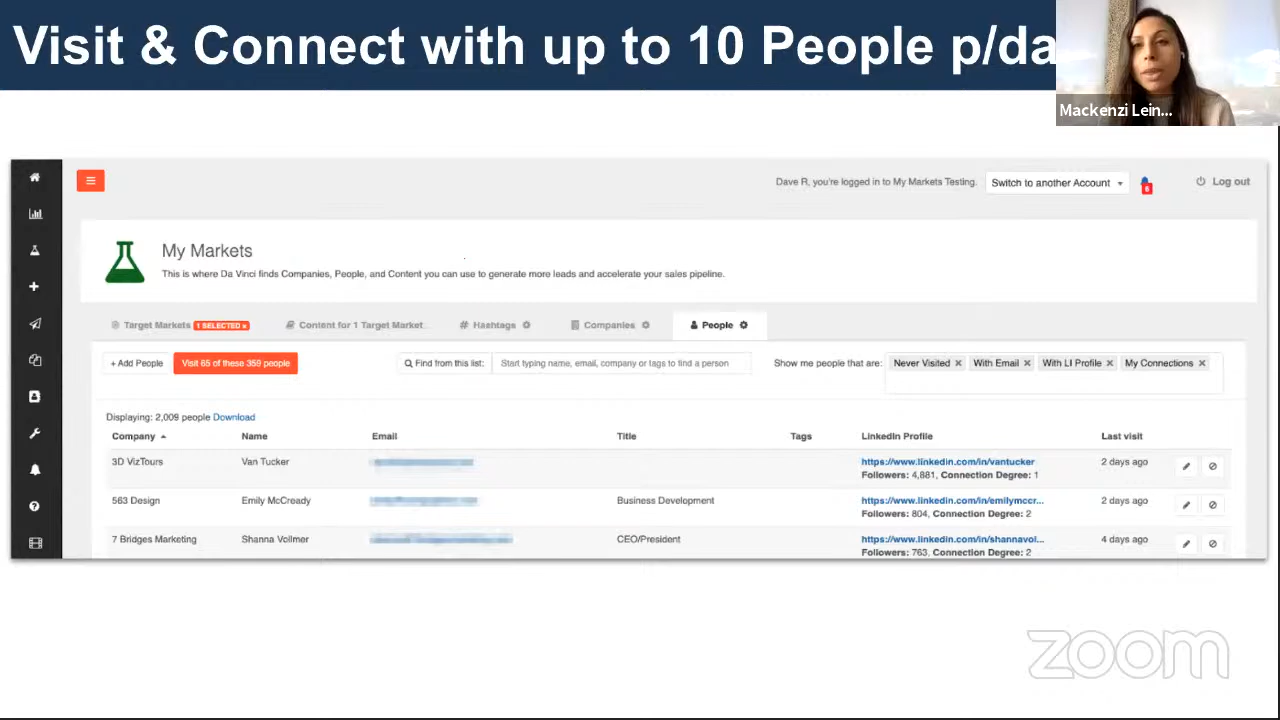 Visit & Connect with up to 10 People p/da
Mackenzi Lein...
Dave R, you're logged in to My Markets Testing.
Switch to another Account
6
Log out
My Markets
This is where Da Vinci finds Companies, People, and Content you can use to generate more leads and accelerate your sales pipeline.
Target Markets 1 SELECTED
Content for 1 Target Market...
Hashtags
Companies
People
+ Add People
Visit 65 of these 359 people
Find from this list:
Start typing name, email, company or tags to find a person
Show me people that are:
Never Visited ×
With Email ×
With LI Profile ×
My Connections ×
Displaying: 2,009 people Download
Company Name Email Title Tags LinkedIn Profile Last visit
3D VizTours Van Tucker https://www.linkedin.com/in/vantucker 2 days ago
Followers: 4,881, Connection Degree: 1
563 Design Emily McCready Business Development https://www.linkedin.com/in/emilymccr... 2 days ago
Followers: 804, Connection Degree: 2
7 Bridges Marketing Shanna Vollmer CEO/President https://www.linkedin.com/in/shannavol... 4 days ago
Followers: 763, Connection Degree: 2
zoom